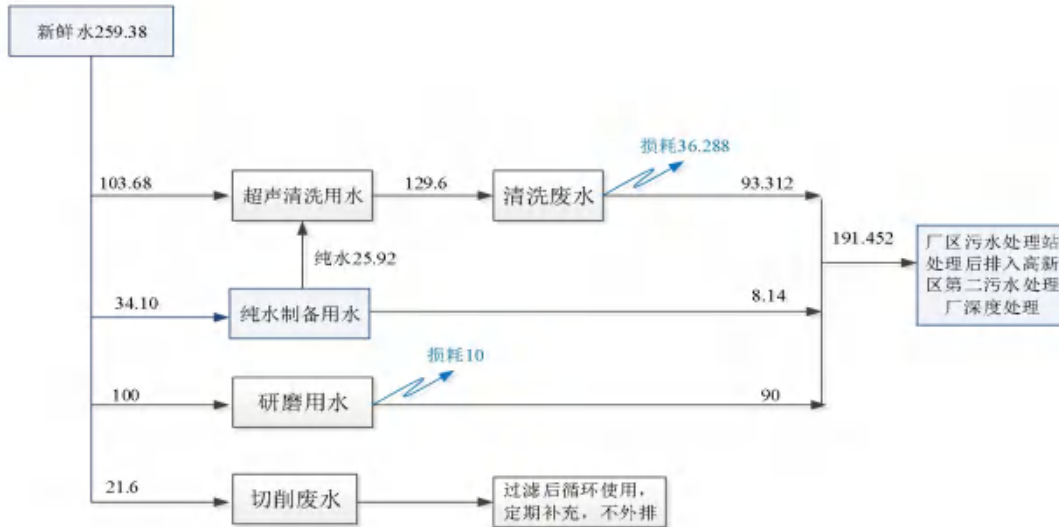 新鲜水259.38
损耗36.288
103.68
超声清洗用水
129.6
清洗废水
93.312
191.452
厂区污水处理站
处理后排入高新
区第二污水处理
厂深度处理
纯水25.92
34.10
纯水制备用水
8.14
损耗10
100
研磨用水
90
21.6
切削废水
过滤后循环使用，
定期补充，不外排